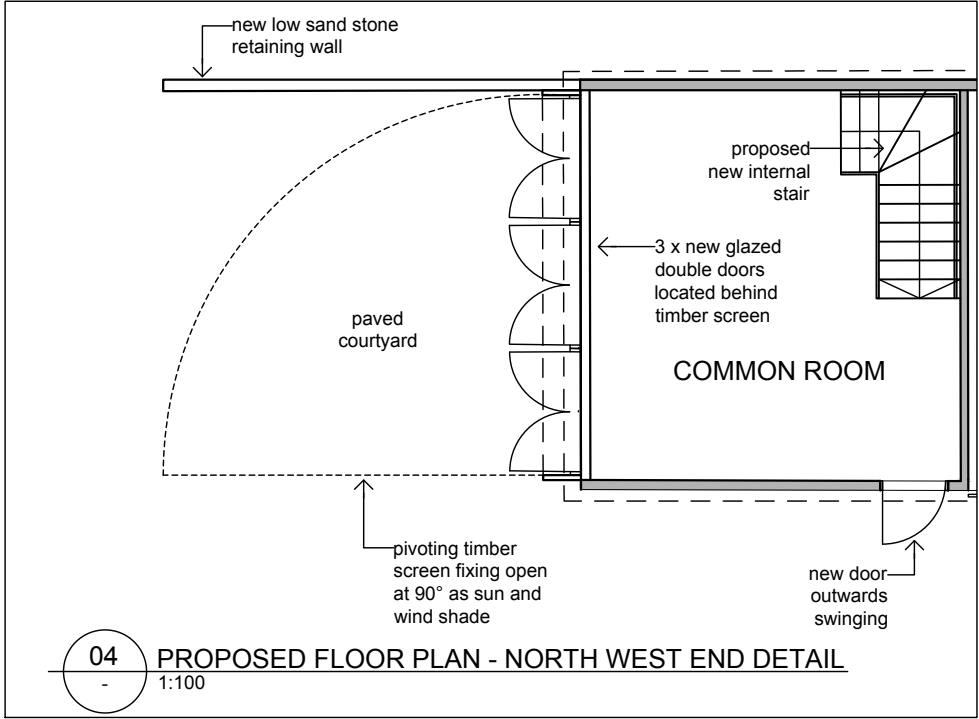 new low sand stone
retaining wall
proposed
new internal
stair
3 x new glazed
double doors
located behind
timber screen
paved
courtyard
COMMON ROOM
pivoting timber
screen fixing open
at 90° as sun and
wind shade
new door
outwards
swinging
04
-
PROPOSED FLOOR PLAN - NORTH WEST END DETAIL
1:100